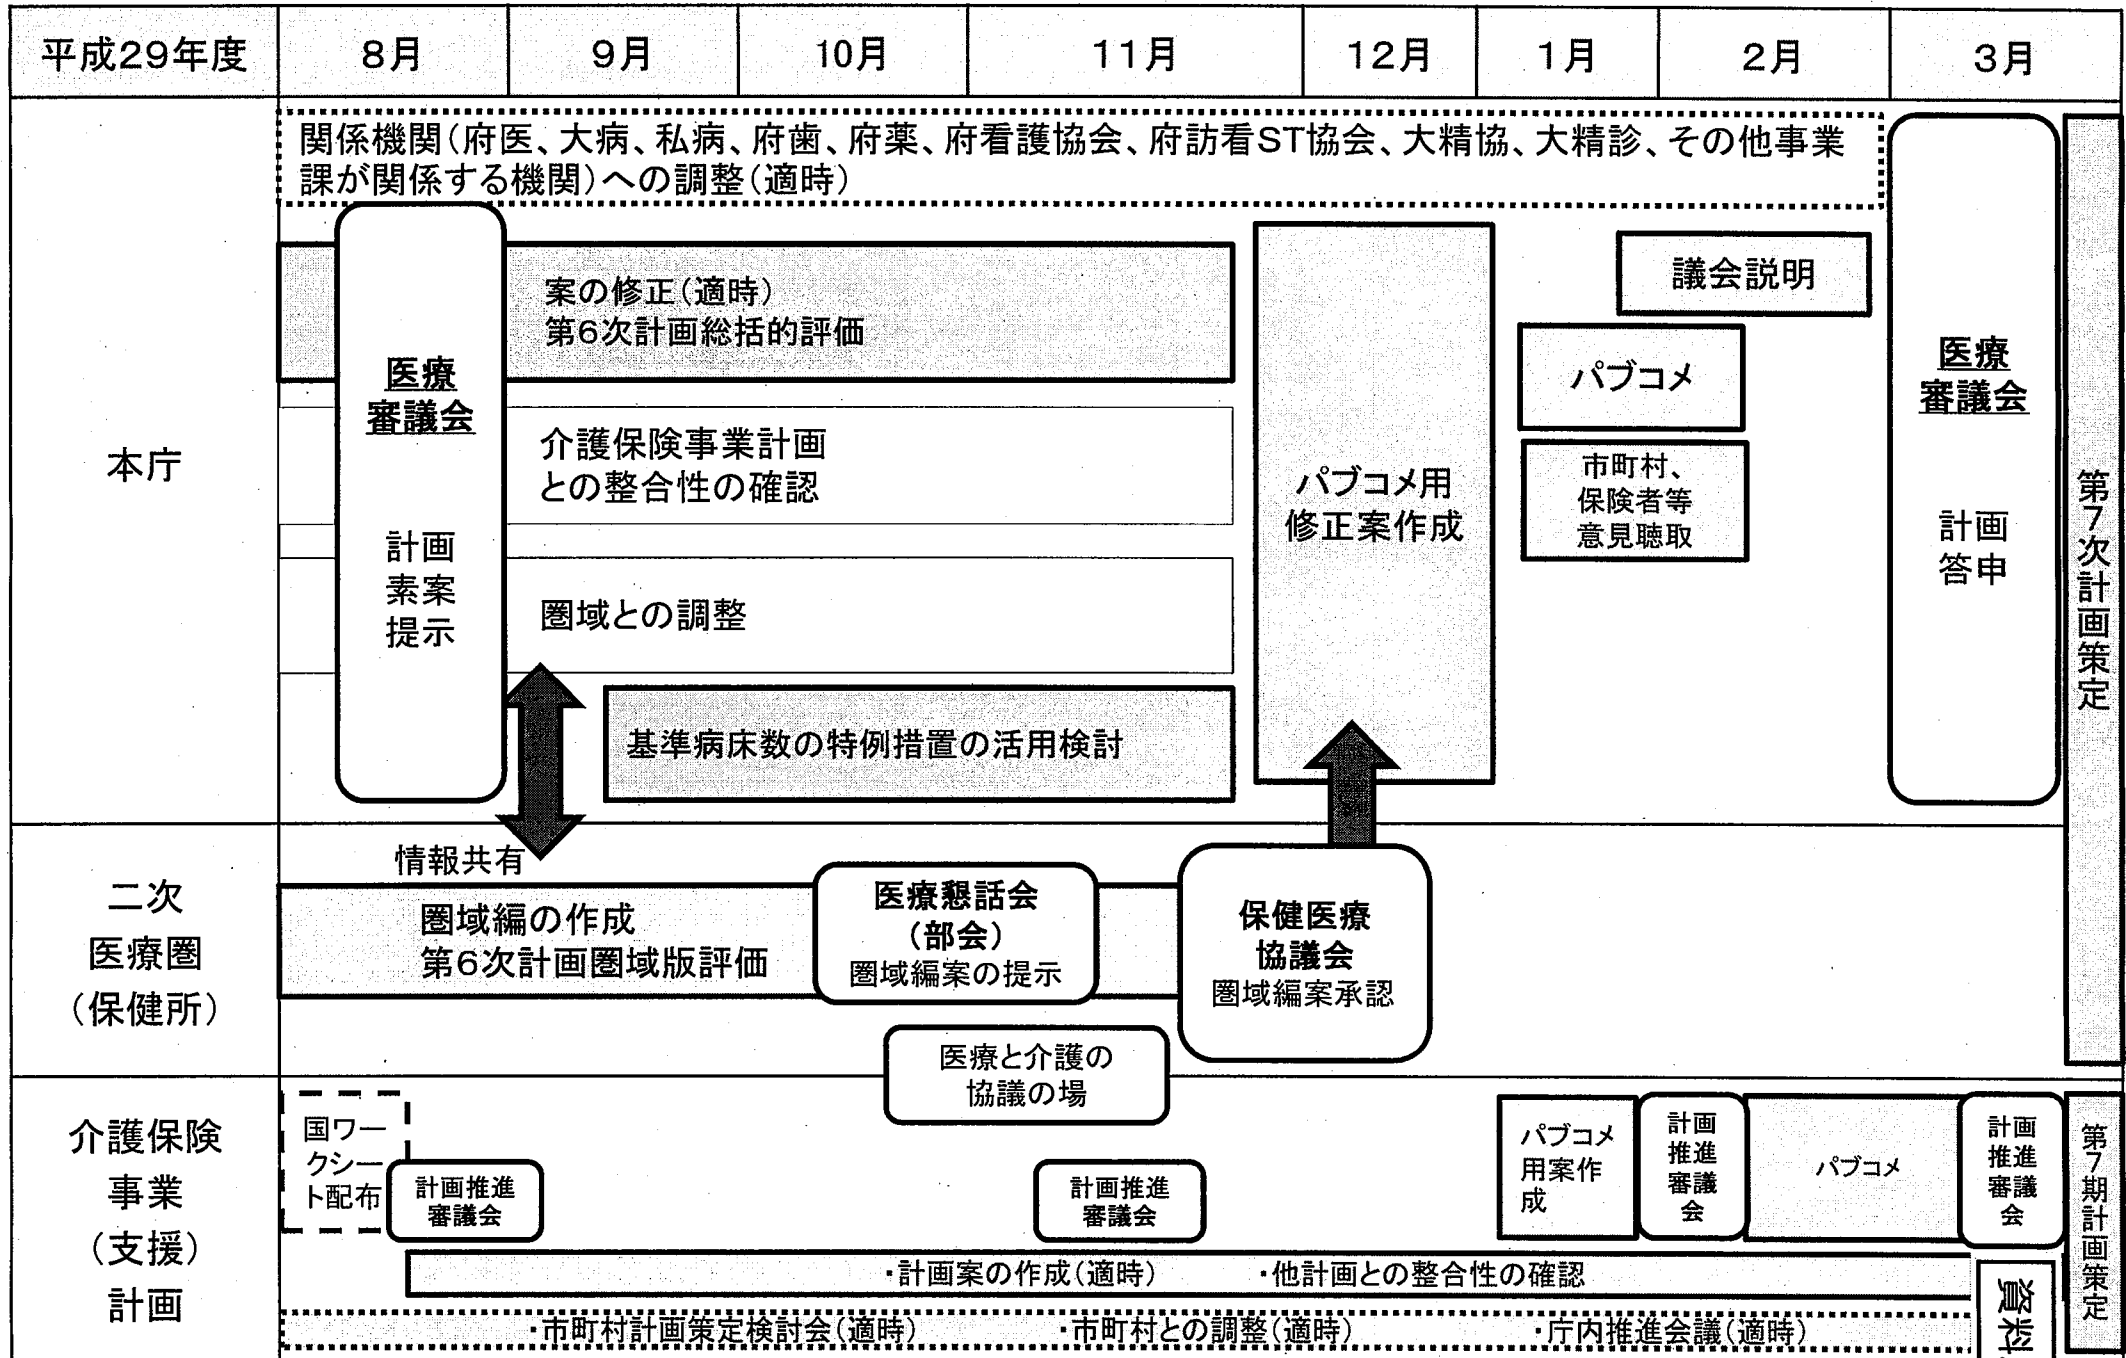 平成29年度
8月
9月
10月
11月
12月
1月
2月
3月
本庁
関係機関(府医、大病、私病、府歯、府薬、府看護協会、府訪看ST協会、大精協、大精診、その他事業
課が関係する機関)への調整(適時)
医療
審議会
計画
素案
提示
案の修正(適時)
第6次計画総括的評価
介護保険事業計画
との整合性の確認
圏域との調整
基準病床数の特例措置の活用検討
パブコメ用
修正案作成
議会説明
パブコメ
市町村、
保険者等
意見聴取
医療
審議会
計画
答申
第7次計画策定
二次
医療圏
(保健所)
情報共有
圏域編の作成
第6次計画圏域版評価
医療懇話会
(部会)
圏域編案の提示
保健医療
協議会
圏域編案承認
医療と介護の
協議の場
介護保険
事業
(支援)
計画
国ワー
クシー
ト配布
計画推進
審議会
計画推進
審議会
パブコメ
用案作
成
計画
推進
審議
会
パブコメ
計画
推進
審議
会
第7期計画策定
・計画案の作成(適時)
・他計画との整合性の確認
・市町村計画策定検討会(適時)
・市町村との調整(適時)
・庁内推進会議(適時)
資料